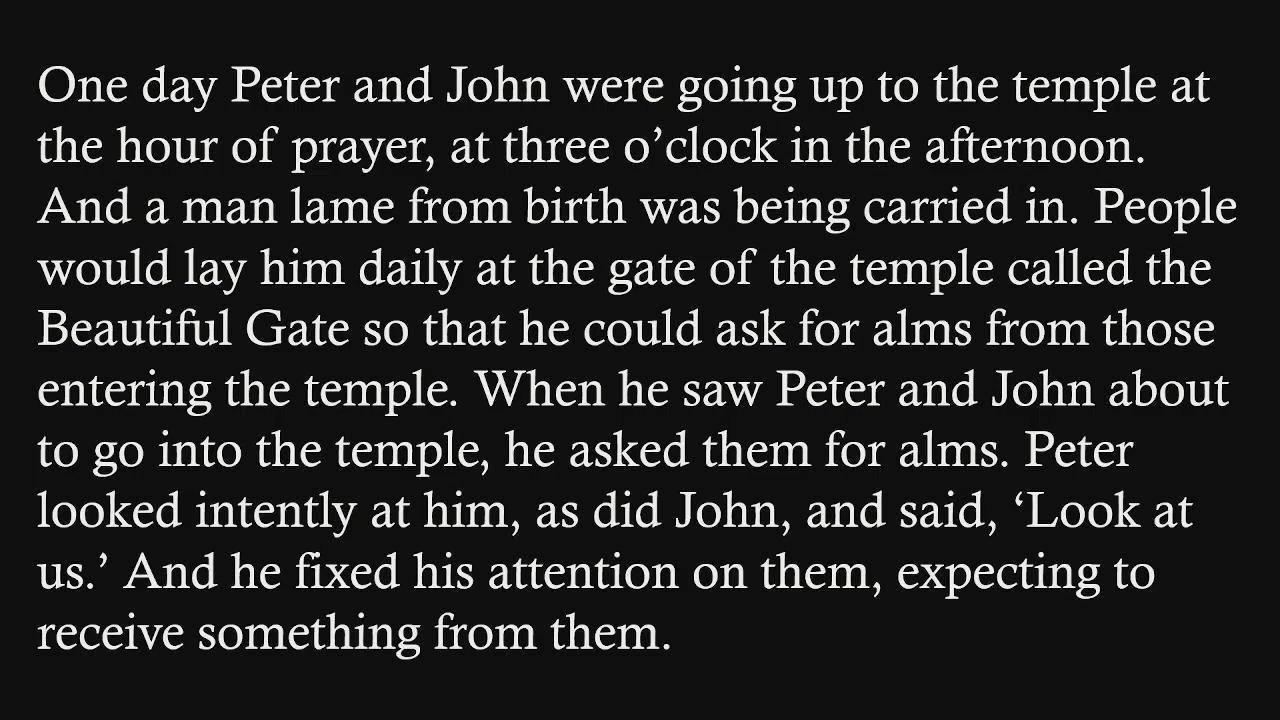 One day Peter and John were going up to the temple at
the hour of prayer, at three o’clock in the afternoon.
And a man lame from birth was being carried in. People
would lay him daily at the gate of the temple called the
Beautiful Gate so that he could ask for alms from those
entering the temple. When he saw Peter and John about
to go into the temple, he asked them for alms. Peter
looked intently at him, as did John, and said, ‘Look at
us.’ And he fixed his attention on them, expecting to
receive something from them.